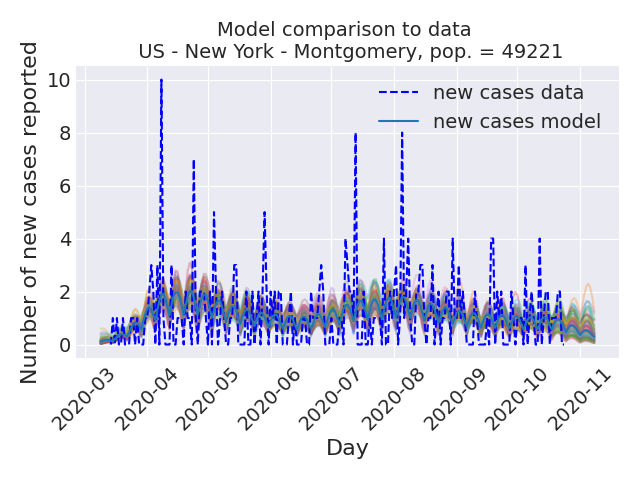 Model comparison to data
US - New York - Montgomery, pop. = 49221
Number of new cases reported
10
8
6
4
2
0
new cases data
new cases model
2020-03
2020-04
2020-05
2020-06
2020-07
2020-08
2020-09
2020-10
2020-11
Day